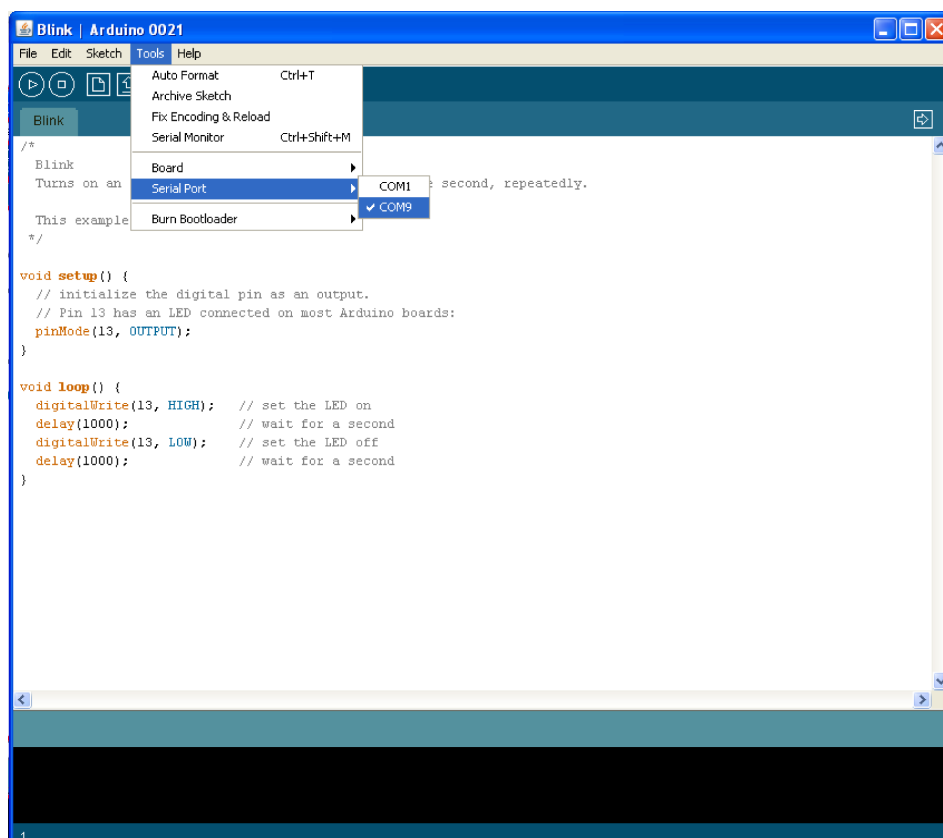 Blink | Arduino 0021
File Edit Sketch Tools Help
Auto Format Ctrl+T
Archive Sketch
Fix Encoding & Reload
Serial Monitor Ctrl+Shift+M
Board
Serial Port
Burn Bootloader
COM1
COM9
Blink
/*
Blink
Turns on an
second, repeatedly.
This example
*/
void setup() {
// initialize the digital pin as an output.
// Pin 13 has an LED connected on most Arduino boards:
pinMode(13, OUTPUT);
}
void loop() {
digitalWrite(13, HIGH); // set the LED on
delay(1000); // wait for a second
digitalWrite(13, LOW); // set the LED off
delay(1000); // wait for a second
}
1